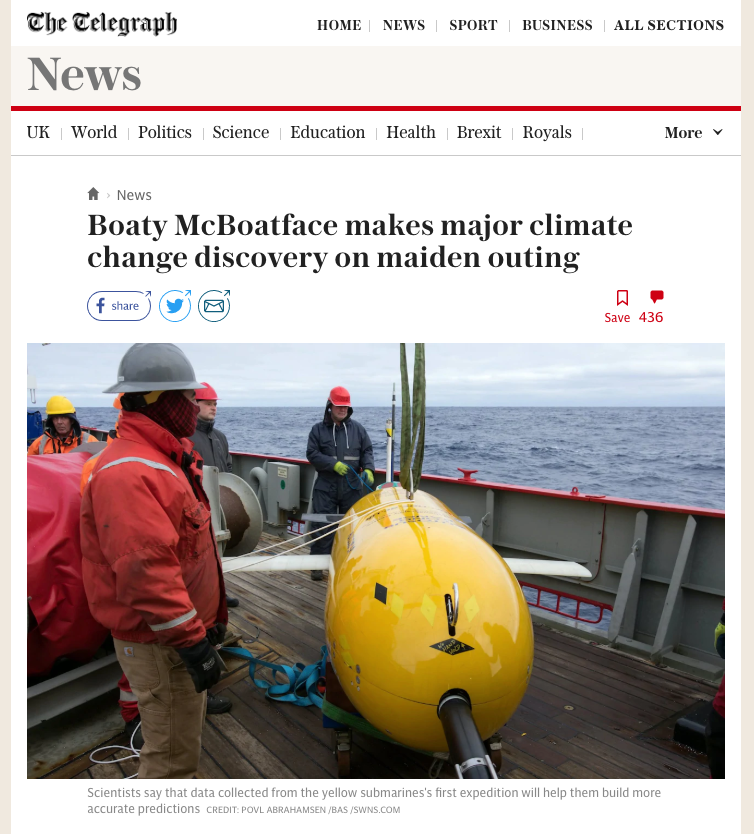 The Telegraph
HOME NEWS SPORT BUSINESS ALL SECTIONS
News
UK World Politics Science Education Health Brexit Royals More
› News
Boaty McBoatface makes major climate
change discovery on maiden outing
share
Save 436
Scientists say that data collected from the yellow submarines's first expedition will help them build more
accurate predictions CREDIT: POVL ABRAHAMSEN /BAS /SWNS.COM